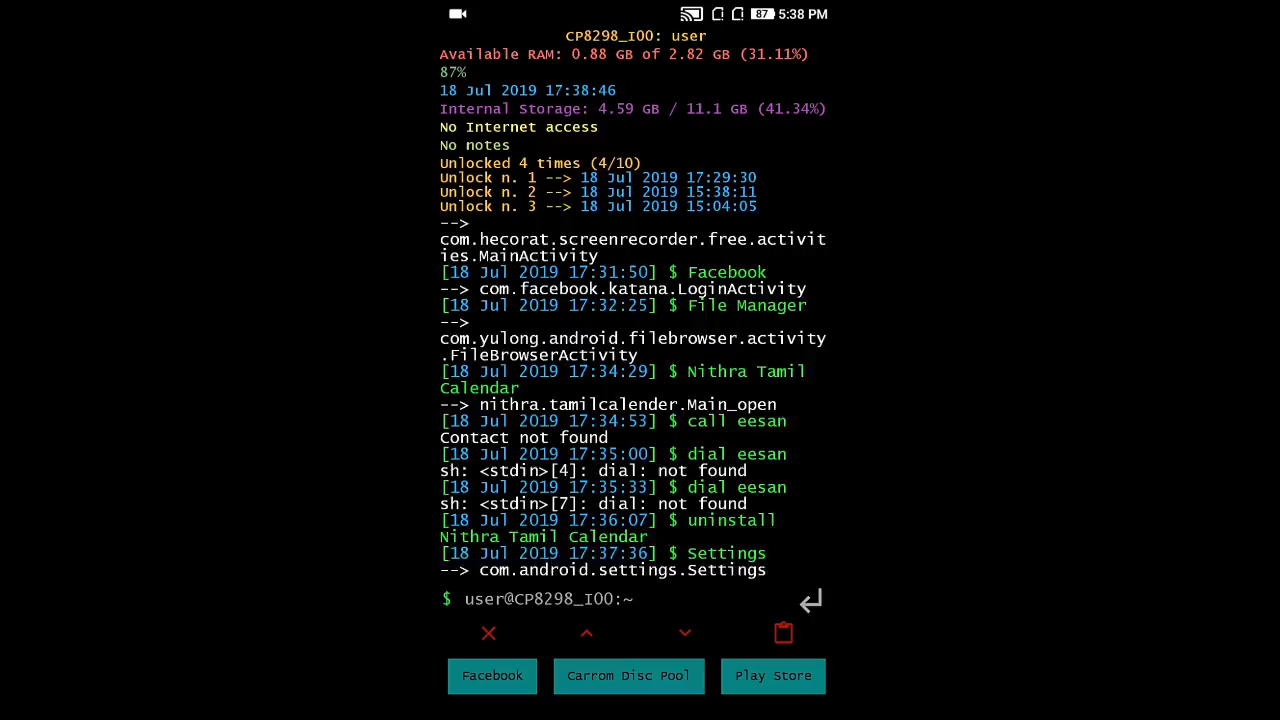 87 5:38 PM
CP8298_I00: user
Available RAM: 0.88 GB of 2.82 GB (31.11%)
87%
18 Jul 2019 17:38:46
Internal Storage: 4.59 GB / 11.1 GB (41.34%)
No Internet access
No notes
Unlocked 4 times (4/10)
Unlock n. 1 --> 18 Jul 2019 17:29:30
Unlock n. 2 --> 18 Jul 2019 15:38:11
Unlock n. 3 --> 18 Jul 2019 15:04:05
-->
com.hecorat.screenrecorder.free.activit
ies.MainActivity
[18 Jul 2019 17:31:50] $ Facebook
--> com.facebook.katana.LoginActivity
[18 Jul 2019 17:32:25] $ File Manager
-->
com.yulong.android.filebrowser.activity
.FileBrowserActivity
[18 Jul 2019 17:34:29] $ Nithra Tamil
Calendar
--> nithra.tamilcalender.Main_open
[18 Jul 2019 17:34:53] $ call eesan
Contact not found
[18 Jul 2019 17:35:00] $ dial eesan
sh: <stdin>[4]: dial: not found
[18 Jul 2019 17:35:33] $ dial eesan
sh: <stdin>[7]: dial: not found
[18 Jul 2019 17:36:07] $ uninstall
Nithra Tamil Calendar
[18 Jul 2019 17:37:36] $ Settings
--> com.android.settings.Settings
$ user@CP8298_I00:~
Facebook Carrom Disc Pool Play Store